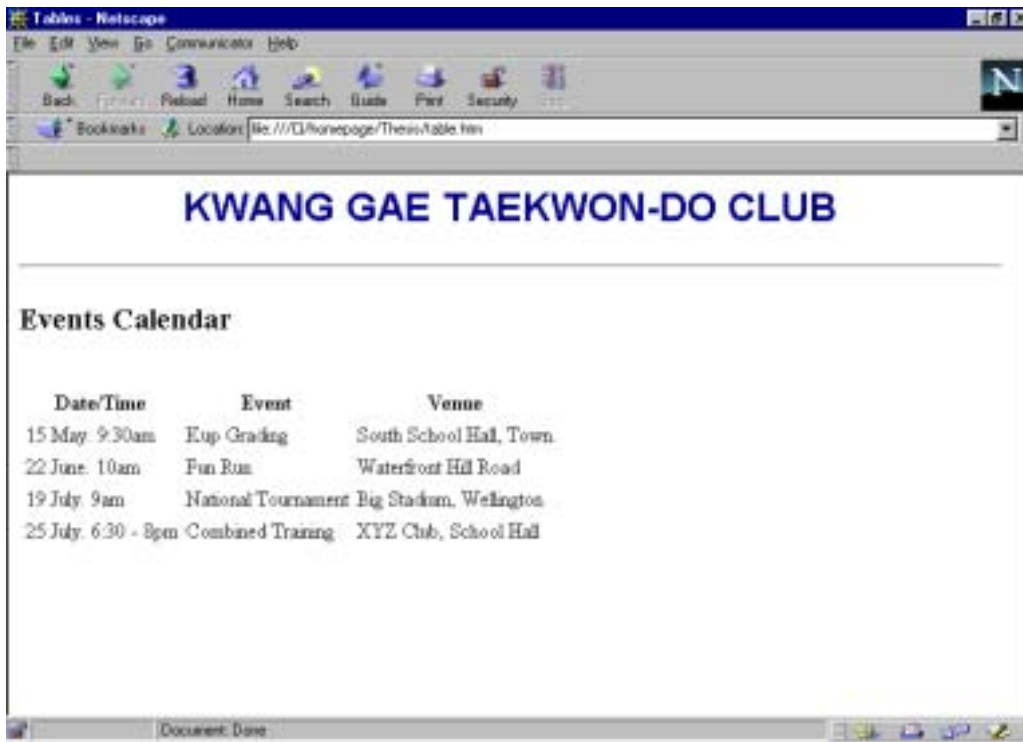 Tables - Netscape
File Edit View Go Communicator Help
Back Forward Reload Home Search Guide Print Security
Bookmarks Location: file:///C|/homepage/Thesis/table.htm
KWANG GAE TAEKWON-DO CLUB
Events Calendar
Date/Time Event Venue
15 May. 9:30am Kup Grading South School Hall, Town.
22 June. 10am Fun Run Waterfront Hill Road
19 July. 9am National Tournament Big Stadium, Wellington
25 July. 6:30 - 8pm Combined Training XYZ Club, School Hall
Document: Done